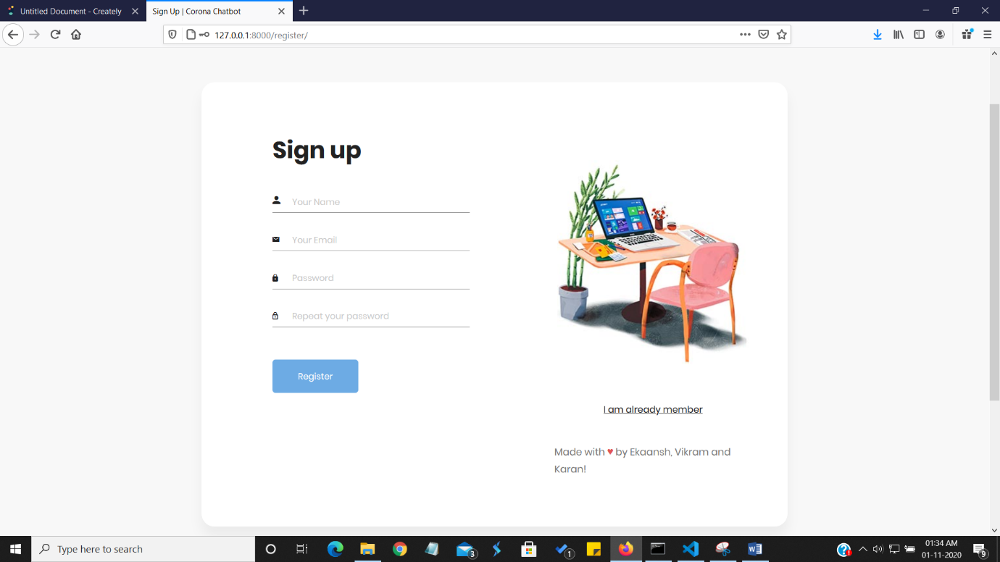 Untitled Document - Creately
Sign Up | Corona Chatbot
127.0.0.1:8000/register/
Sign up
Your Name
Your Email
Password
Repeat your password
Register
I am already member
Made with ♥ by Ekaansh, Vikram and
Karan!
Type here to search
3
1
01:34 AM
01-11-2020
9